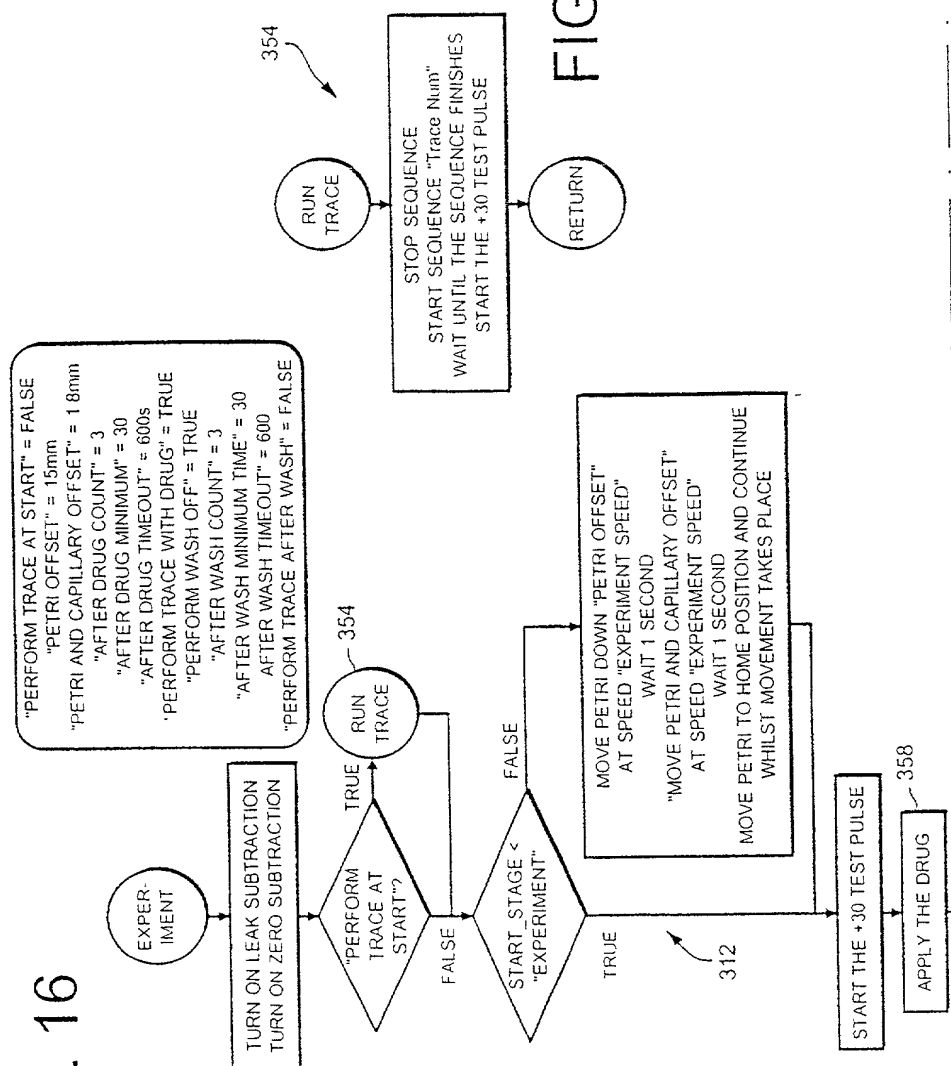 . 16
EXPER-
IMENT
TURN ON LEAK SUBTRACTION
TURN ON ZERO SUBTRACTION
"PERFORM
TRACE AT
START"?
TRUE
FALSE
RUN
TRACE
354
START_STAGE <
"EXPERIMENT"
FALSE
TRUE
312
MOVE PETRI DOWN "PETRI OFFSET"
AT SPEED "EXPERIMENT SPEED"
WAIT 1 SECOND
"MOVE PETRI AND CAPILLARY OFFSET"
AT SPEED "EXPERIMENT SPEED"
WAIT 1 SECOND
MOVE PETRI TO HOME POSITION AND CONTINUE
WHILST MOVEMENT TAKES PLACE
START THE +30 TEST PULSE
APPLY THE DRUG
358
"PERFORM TRACE AT START" = FALSE
"PETRI OFFSET" = 15mm
"PETRI AND CAPILLARY OFFSET" = 1 8mm
"AFTER DRUG COUNT" = 3
"AFTER DRUG MINIMUM" = 30
"AFTER DRUG TIMEOUT" = 600s
'PERFORM TRACE WITH DRUG" = TRUE
"PERFORM WASH OFF" = TRUE
"AFTER WASH COUNT" = 3
"AFTER WASH MINIMUM TIME" = 30
AFTER WASH TIMEOUT" = 600
"PERFORM TRACE AFTER WASH" = FALSE
RUN
TRACE
354
STOP SEQUENCE
START SEQUENCE "Trace Num"
WAIT UNTIL THE SEQUENCE FINISHES
START THE +30 TEST PULSE
RETURN
FIG